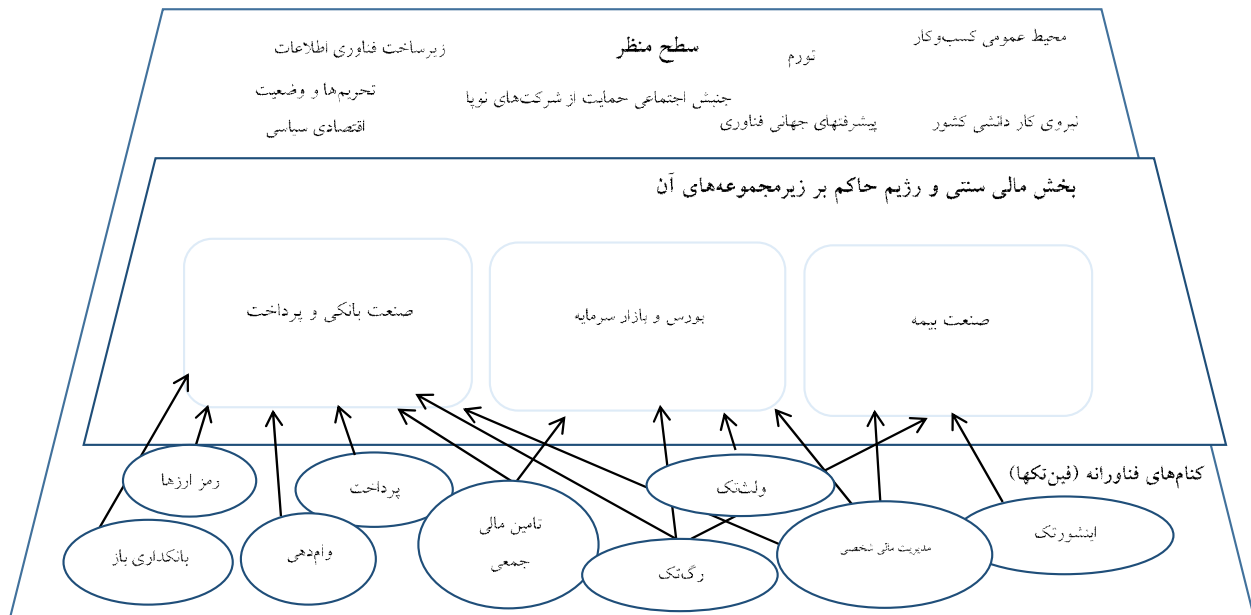 سطح منظر
محیط عمومی کسب‌وکار
تورم
زیرساخت فناوری اطلاعات
تحریم‌ها و وضعیت
اقتصادی سیاسی
جنبش اجتماعی حمایت از شرکت‌های نوپا
پیشرفتهای جهانی فناوری
نیروی کار دانشی کشور
بخش مالی سنتی و رژیم حاکم بر زیرمجموعه‌های آن
صنعت بیمه
بورس و بازار سرمایه
صنعت بانکی و پرداخت
کنام‌های فناورانه (فین‌تکها)
اینشورتک
مدیریت مالی شخصی
ولث‌تک
رگ‌تک
تامین مالی
جمعی
پرداخت
وام‌دهی
رمز ارزها
بانکداری باز